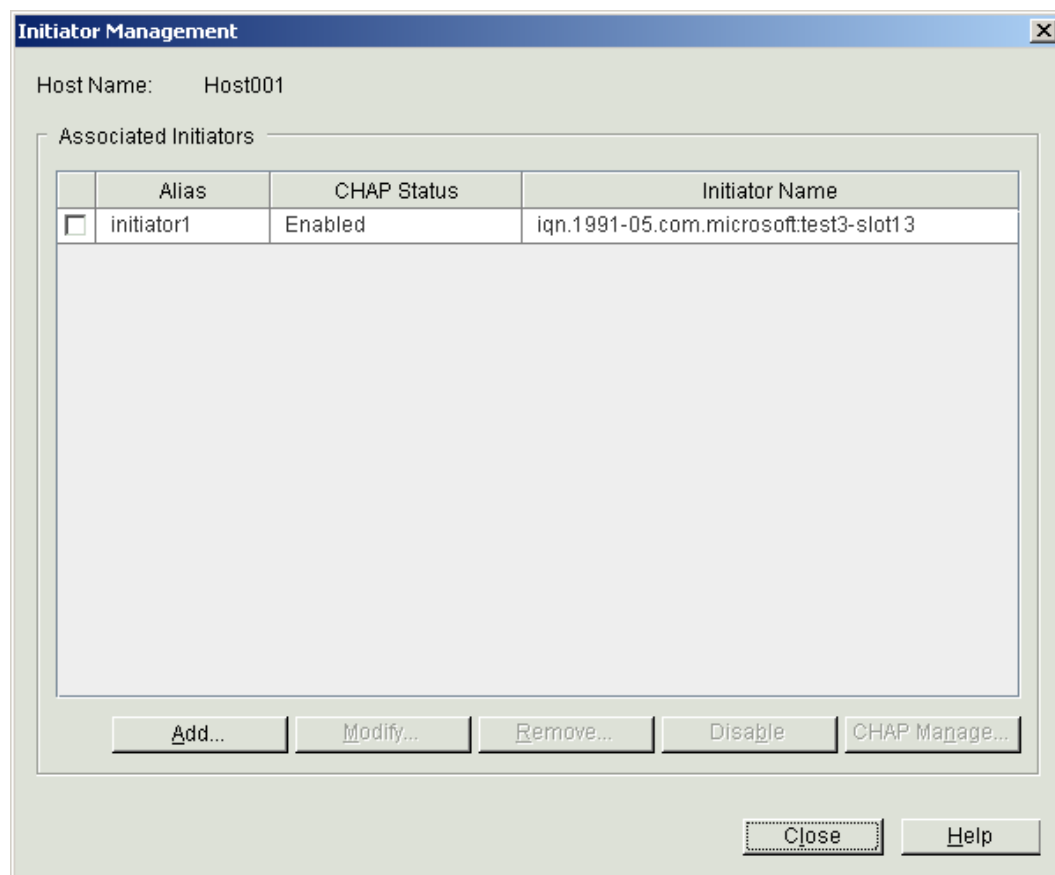 Initiator Management
Host Name: Host001
Associated Initiators
Alias CHAP Status Initiator Name
initiator1 Enabled iqn.1991-05.com.microsoft:test3-slot13
Add... Modify... Remove... Disable CHAP Manage...
Close Help